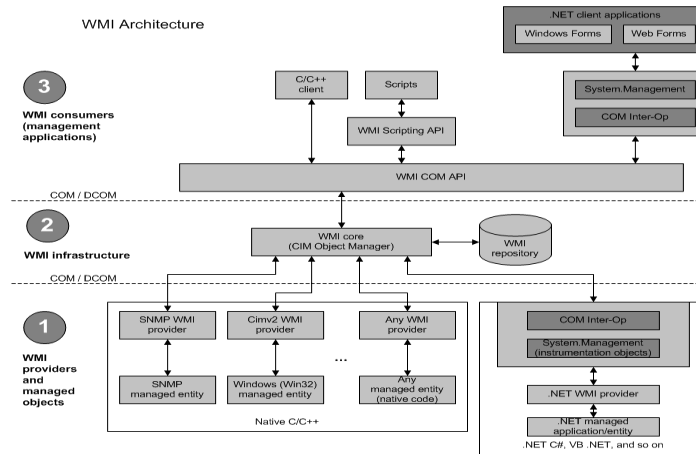 WMI Architecture
.NET client applications
Windows Forms
Web Forms
3
WMI consumers
(management
applications)
C/C++
client
Scripts
WMI Scripting API
System.Management
COM Inter-Op
WMI COM API
COM / DCOM
2
WMI infrastructure
WMI core
(CIM Object Manager)
WMI
repository
COM / DCOM
1
WMI
providers
and
managed
objects
SNMP WMI
provider
Cimv2 WMI
provider
Any WMI
provider
...
SNMP
managed entity
Windows (Win32)
managed entity
Any
managed entity
(native code)
Native C/C++
COM Inter-Op
System.Management
(instrumentation objects)
.NET WMI provider
.NET managed
application/entity
.NET C#, VB .NET, and so on